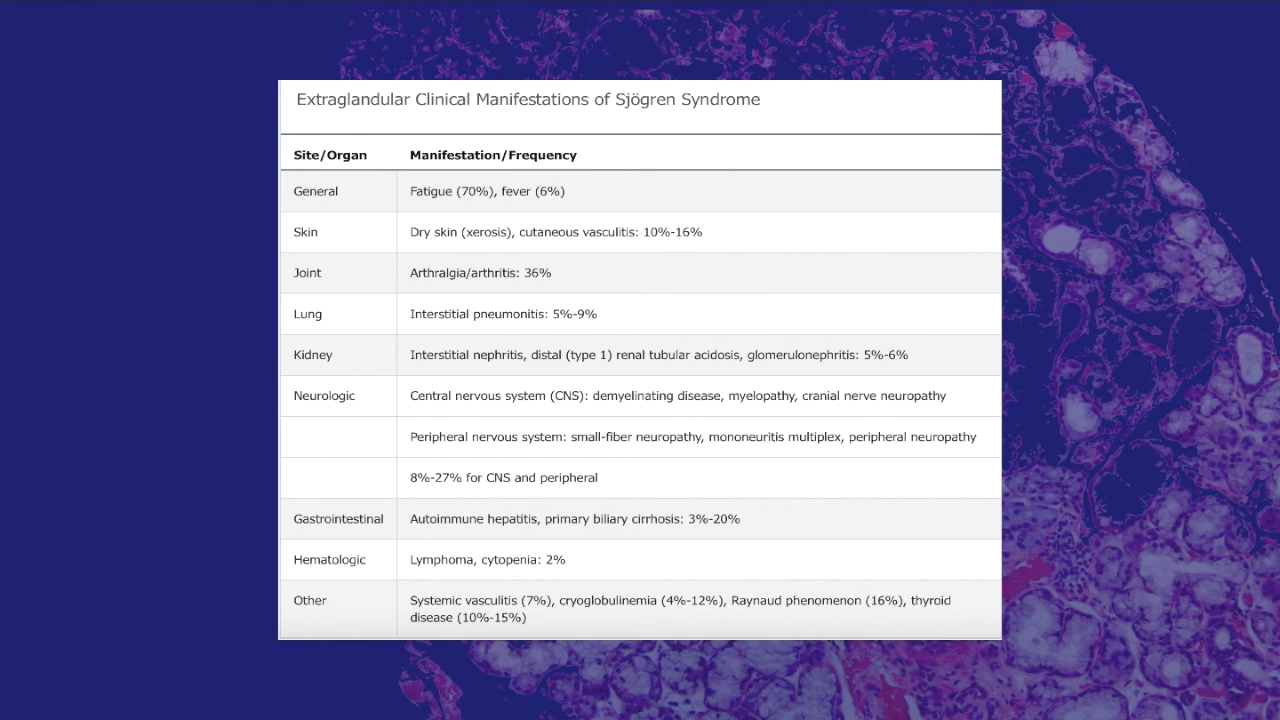 Extraglandular Clinical Manifestations of Sjögren Syndrome
Site/Organ Manifestation/Frequency
General Fatigue (70%), fever (6%)
Skin Dry skin (xerosis), cutaneous vasculitis: 10%-16%
Joint Arthralgia/arthritis: 36%
Lung Interstitial pneumonitis: 5%-9%
Kidney Interstitial nephritis, distal (type 1) renal tubular acidosis, glomerulonephritis: 5%-6%
Neurologic Central nervous system (CNS): demyelinating disease, myelopathy, cranial nerve neuropathy
Peripheral nervous system: small-fiber neuropathy, mononeuritis multiplex, peripheral neuropathy
8%-27% for CNS and peripheral
Gastrointestinal Autoimmune hepatitis, primary biliary cirrhosis: 3%-20%
Hematologic Lymphoma, cytopenia: 2%
Other Systemic vasculitis (7%), cryoglobulinemia (4%-12%), Raynaud phenomenon (16%), thyroid
disease (10%-15%)